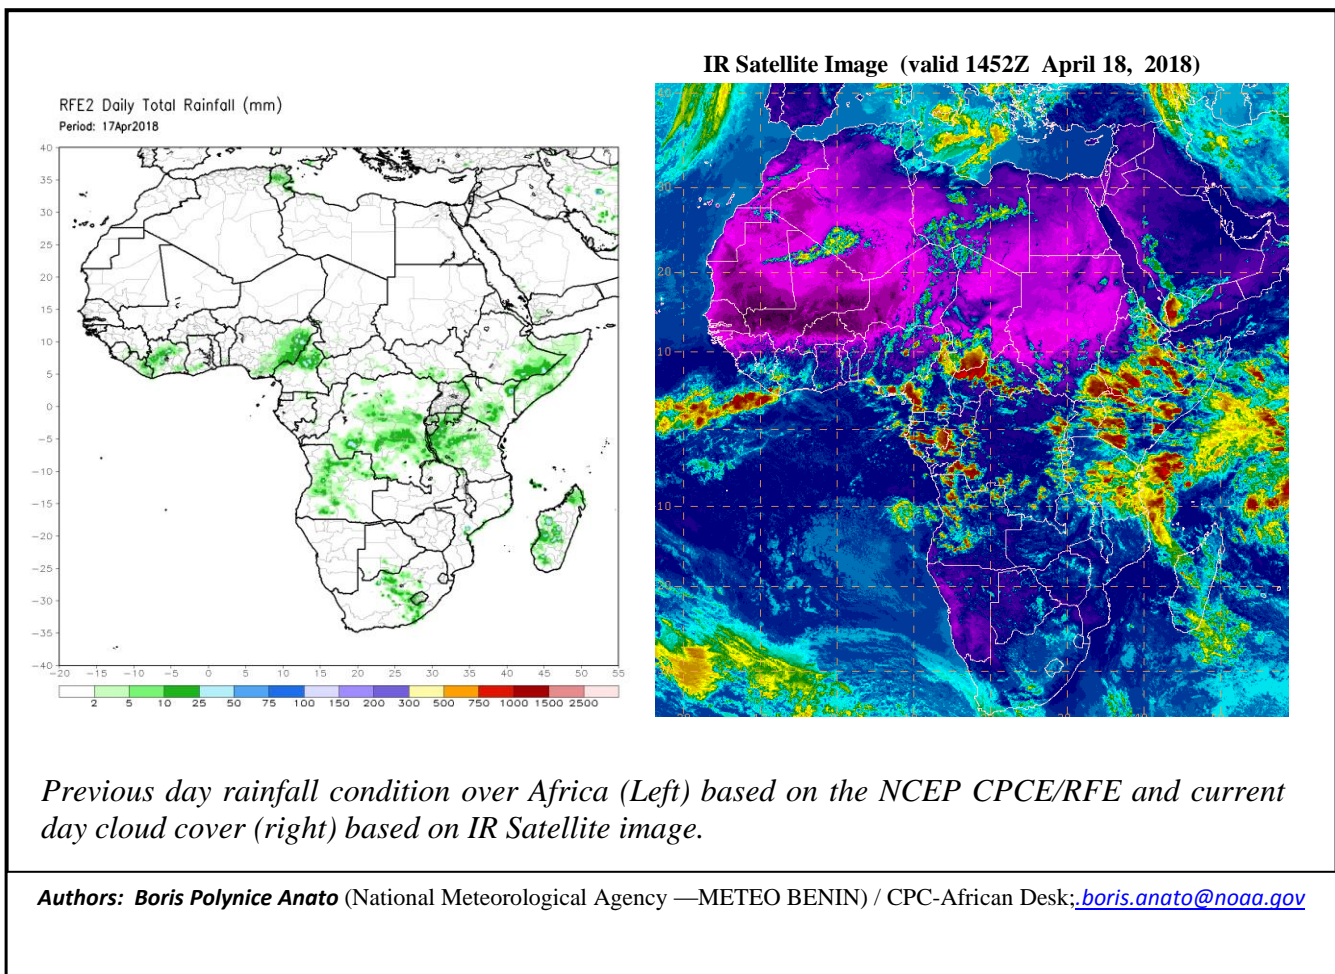 IR Satellite Image (valid 1452Z April 18, 2018)
RFE2 Daily Total Rainfall (mm)
Period: 17Apr2018
40
35
30
25
20
15
10
5
0
−5
−10
−15
−20
−25
−30
−35
−40
−20 −15 −10 −5 0 5 10 15 20 25 30 35 40 45 50 55
2 5 10 25 50 75 100 150 200 300 500 750 1000 1500 2500
30
20
10
10
Previous day rainfall condition over Africa (Left) based on the NCEP CPCE/RFE and current
day cloud cover (right) based on IR Satellite image.
Authors: Boris Polynice Anato (National Meteorological Agency —METEO BENIN) / CPC-African Desk;.boris.anato@noaa.gov